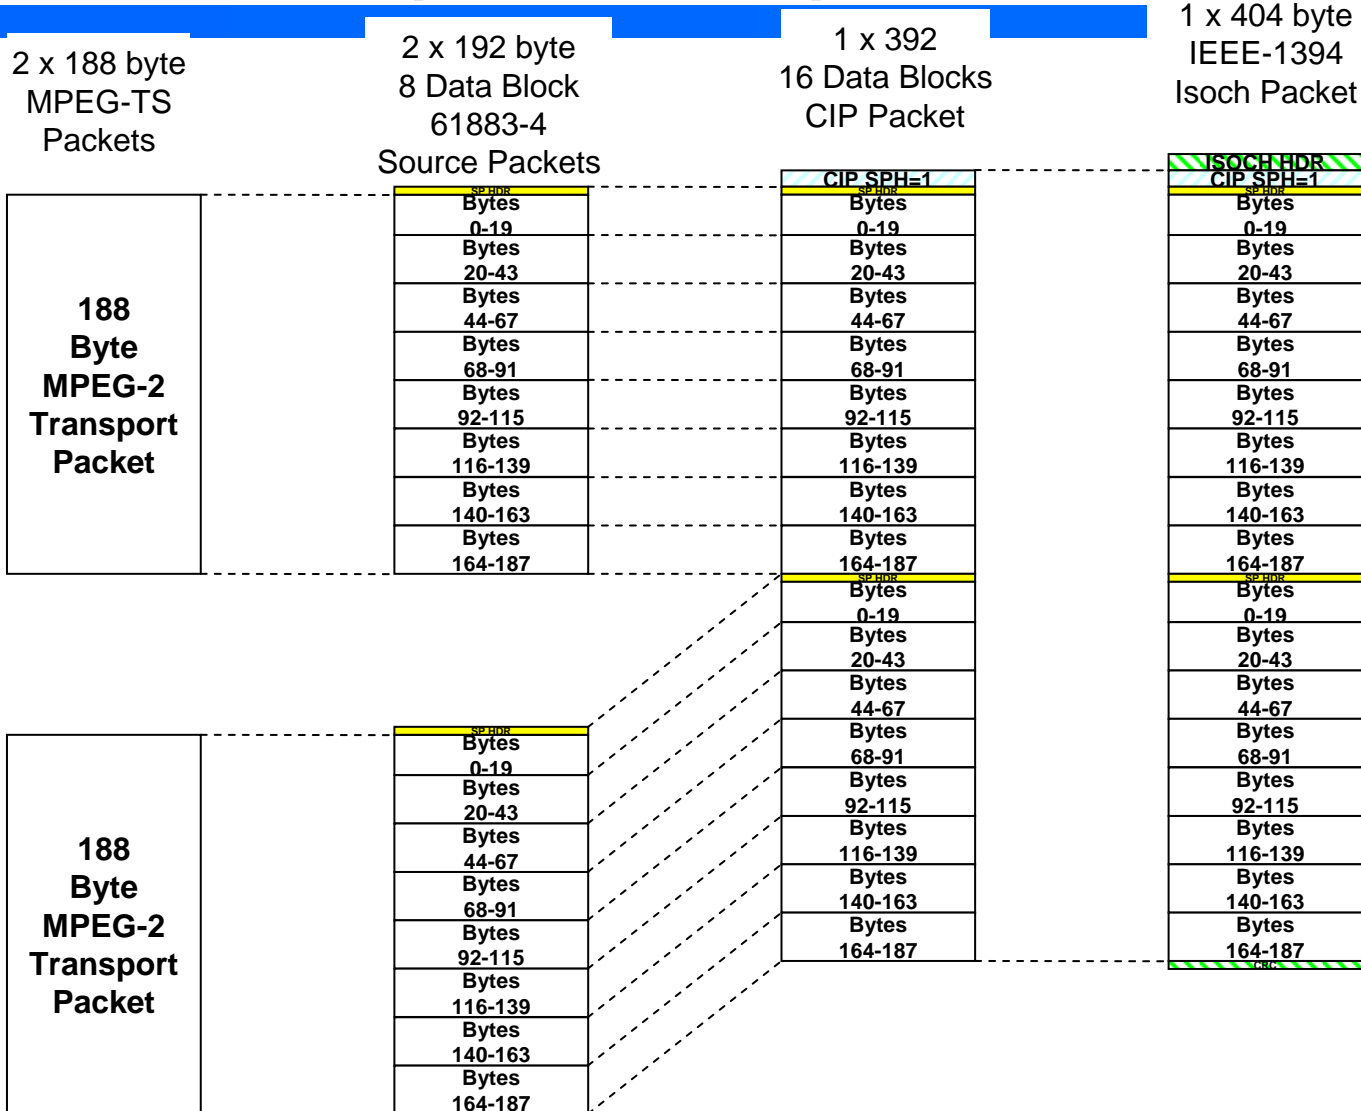 2 x 188 byte
MPEG-TS
Packets
2 x 192 byte
8 Data Block
61883-4
Source Packets
1 x 392
16 Data Blocks
CIP Packet
1 x 404 byte
IEEE-1394
Isoch Packet
188
Byte
MPEG-2
Transport
Packet
188
Byte
MPEG-2
Transport
Packet
SP HDR
Bytes
0-19
Bytes
20-43
Bytes
44-67
Bytes
68-91
Bytes
92-115
Bytes
116-139
Bytes
140-163
Bytes
164-187
SP HDR
Bytes
0-19
Bytes
20-43
Bytes
44-67
Bytes
68-91
Bytes
92-115
Bytes
116-139
Bytes
140-163
Bytes
164-187
CIP SPH=1
SP HDR
Bytes
0-19
Bytes
20-43
Bytes
44-67
Bytes
68-91
Bytes
92-115
Bytes
116-139
Bytes
140-163
Bytes
164-187
SP HDR
Bytes
0-19
Bytes
20-43
Bytes
44-67
Bytes
68-91
Bytes
92-115
Bytes
116-139
Bytes
140-163
Bytes
164-187
ISOCH HDR
CIP SPH=1
SP HDR
Bytes
0-19
Bytes
20-43
Bytes
44-67
Bytes
68-91
Bytes
92-115
Bytes
116-139
Bytes
140-163
Bytes
164-187
SP HDR
Bytes
0-19
Bytes
20-43
Bytes
44-67
Bytes
68-91
Bytes
92-115
Bytes
116-139
Bytes
140-163
Bytes
164-187
CRC